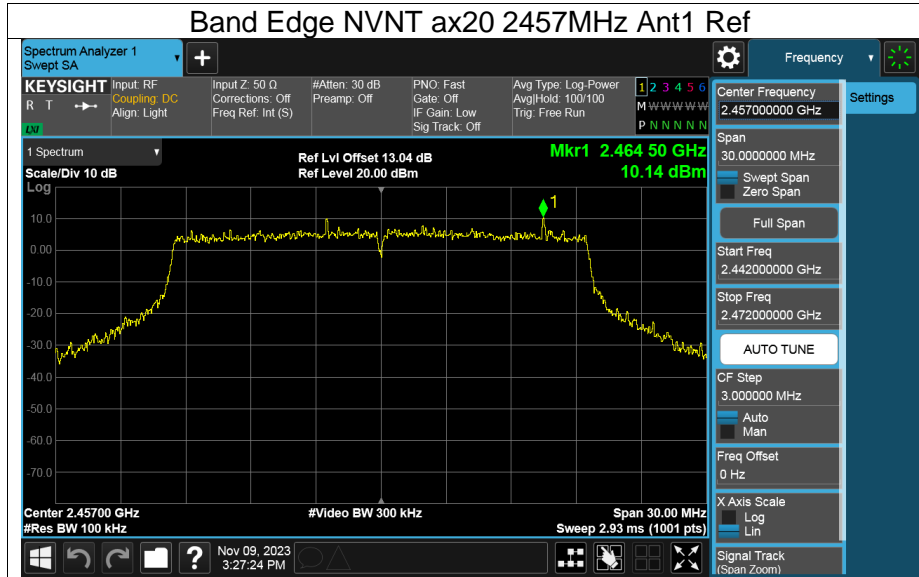 Band Edge NVNT ax20 2457MHz Ant1 Ref
Spectrum Analyzer 1
Swept SA
Frequency
KEYSIGHT
R T
LXI
Input: RF
Coupling: DC
Align: Light
Input Z: 50 Ω
Corrections: Off
Freq Ref: Int (S)
#Atten: 30 dB
Preamp: Off
PNO: Fast
Gate: Off
IF Gain: Low
Sig Track: Off
Avg Type: Log-Power
Avg|Hold: 100/100
Trig: Free Run
1 2 3 4 5 6
M W W W W W
P N N N N N
1 Spectrum
Scale/Div 10 dB
Ref Lvl Offset 13.04 dB
Ref Level 20.00 dBm
Mkr1 2.464 50 GHz
10.14 dBm
Log
1
10.0
0.00
-10.0
-20.0
-30.0
-40.0
-50.0
-60.0
-70.0
Center 2.45700 GHz
#Res BW 100 kHz
#Video BW 300 kHz
Span 30.00 MHz
Sweep 2.93 ms (1001 pts)
Center Frequency
2.457000000 GHz
Settings
Span
30.0000000 MHz
Swept Span
Zero Span
Full Span
Start Freq
2.442000000 GHz
Stop Freq
2.472000000 GHz
AUTO TUNE
CF Step
3.000000 MHz
Auto
Man
Freq Offset
0 Hz
X Axis Scale
Log
Lin
Signal Track
(Span Zoom)
?
Nov 09, 2023
3:27:24 PM